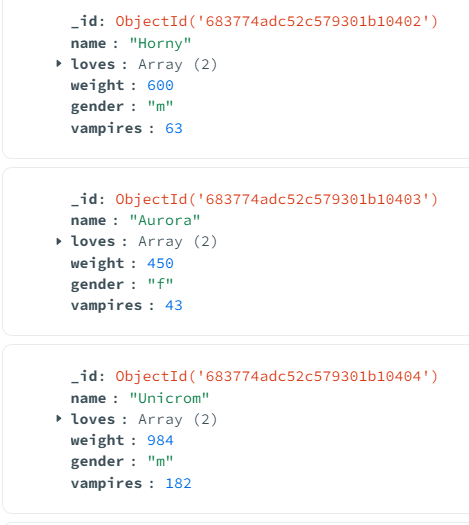 _id: ObjectId('683774adc52c579301b10402')
name : "Horny"
loves : Array (2)
weight : 600
gender : "m"
vampires : 63
_id: ObjectId('683774adc52c579301b10403')
name : "Aurora"
loves : Array (2)
weight : 450
gender : "f"
vampires : 43
_id: ObjectId('683774adc52c579301b10404')
name : "Unicrom"
loves : Array (2)
weight : 984
gender : "m"
vampires : 182